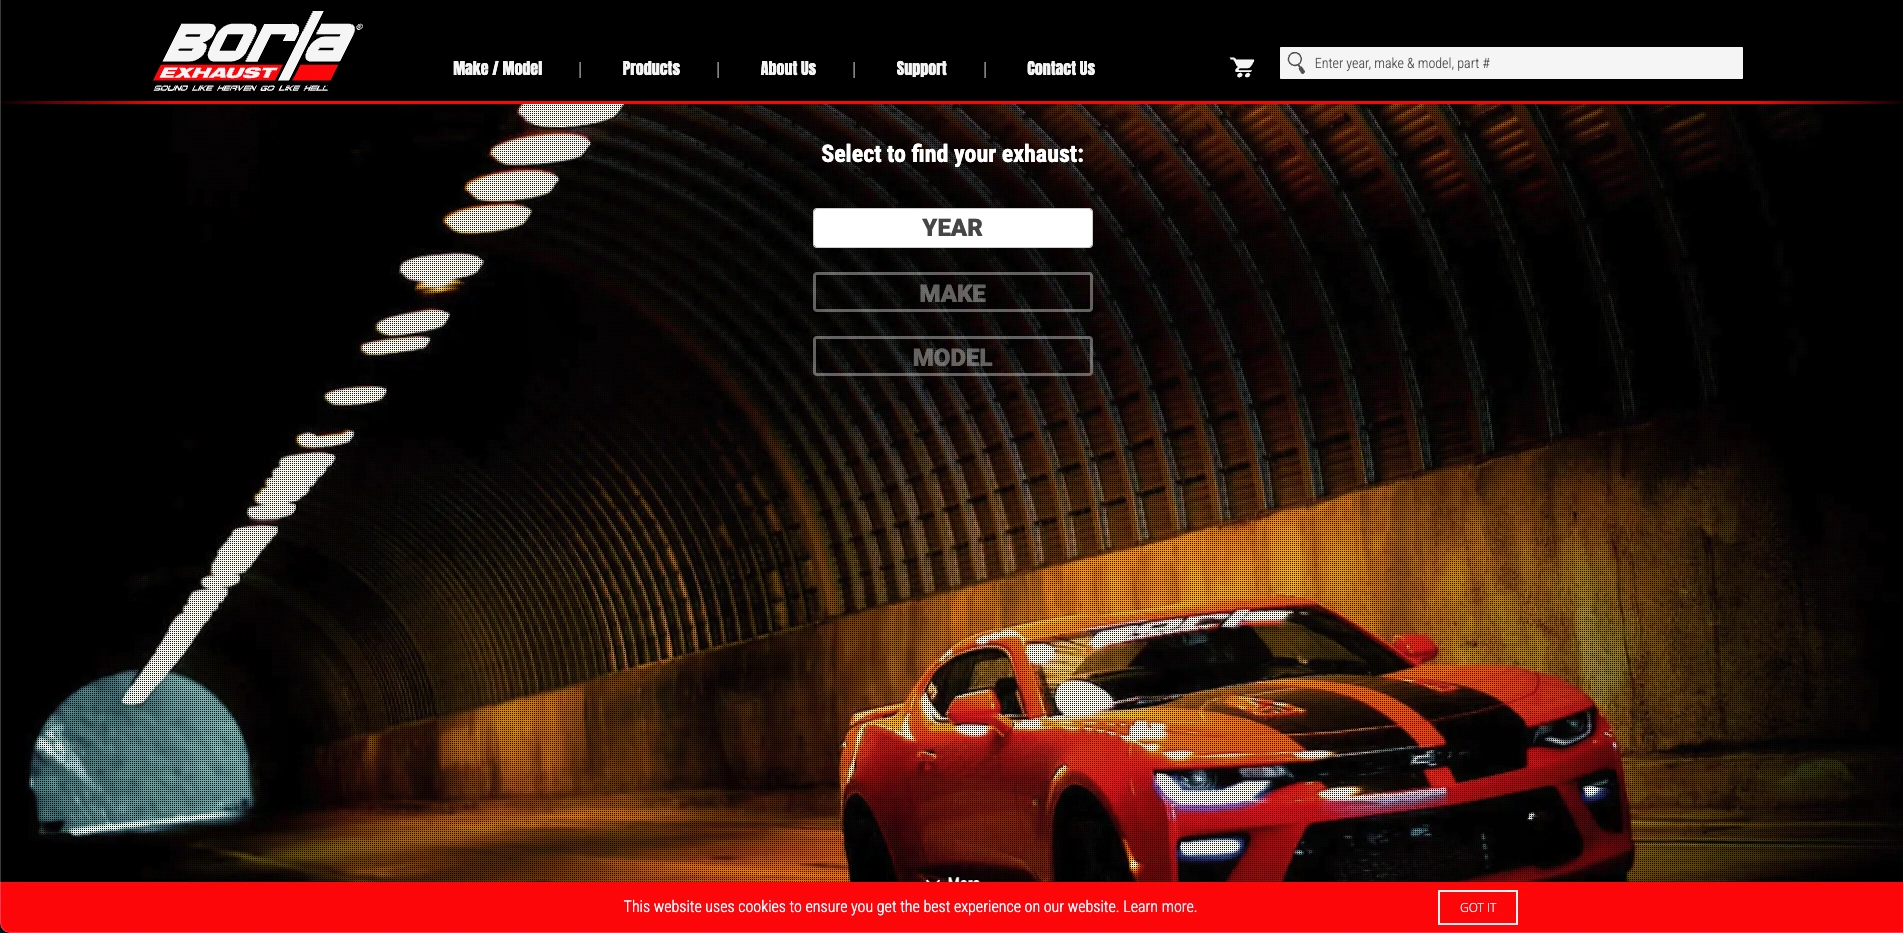 BORLA®
EXHAUST
SOUND LIKE HEAVEN GO LIKE HELL
Make / Model | Products | About Us | Support | Contact Us
Enter year, make & model, part #
Select to find your exhaust:
YEAR
MAKE
MODEL
More
This website uses cookies to ensure you get the best experience on our website. Learn more.
GOT IT